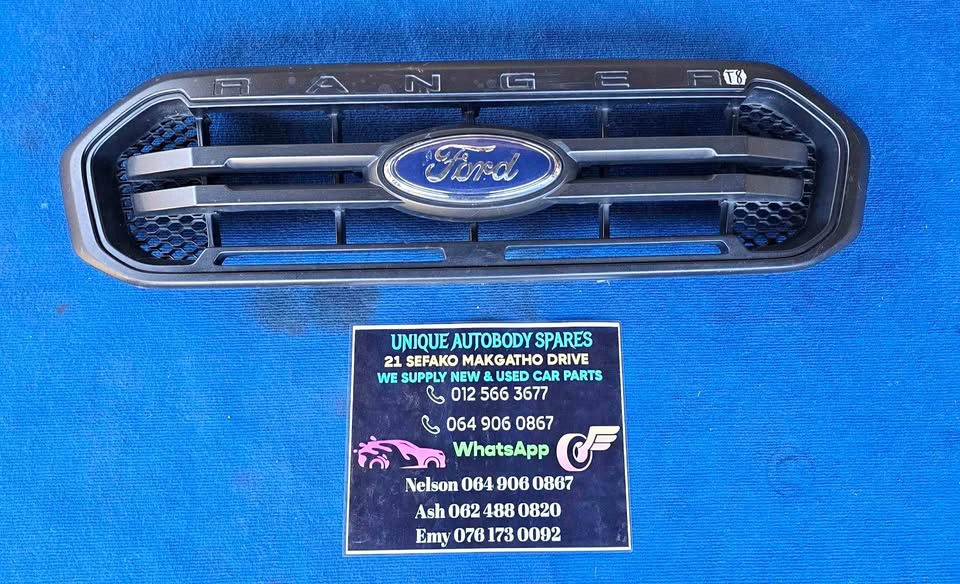 RANGER
T8
Ford
UNIQUE AUTOBODY SPARES
21 SEFAKO MAKGATHO DRIVE
WE SUPPLY NEW & USED CAR PARTS
012 566 3677
064 906 0867
WhatsApp
Nelson 064 906 0867
Ash 062 488 0820
Emy 076 173 0092